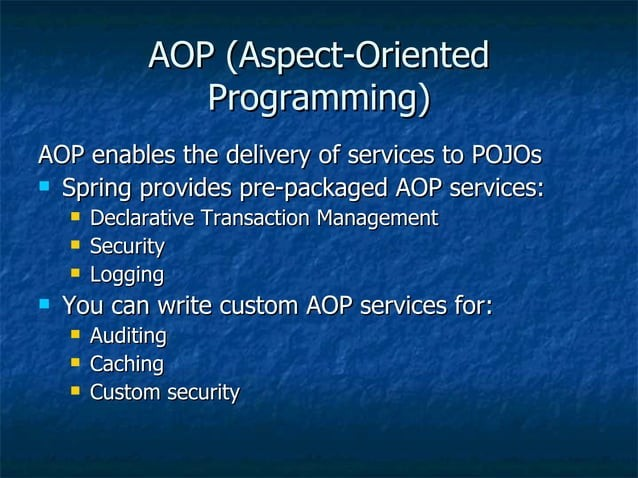 AOP (Aspect-Oriented
Programming)
AOP enables the delivery of services to POJOs
Spring provides pre-packaged AOP services:
Declarative Transaction Management
Security
Logging
You can write custom AOP services for:
Auditing
Caching
Custom security